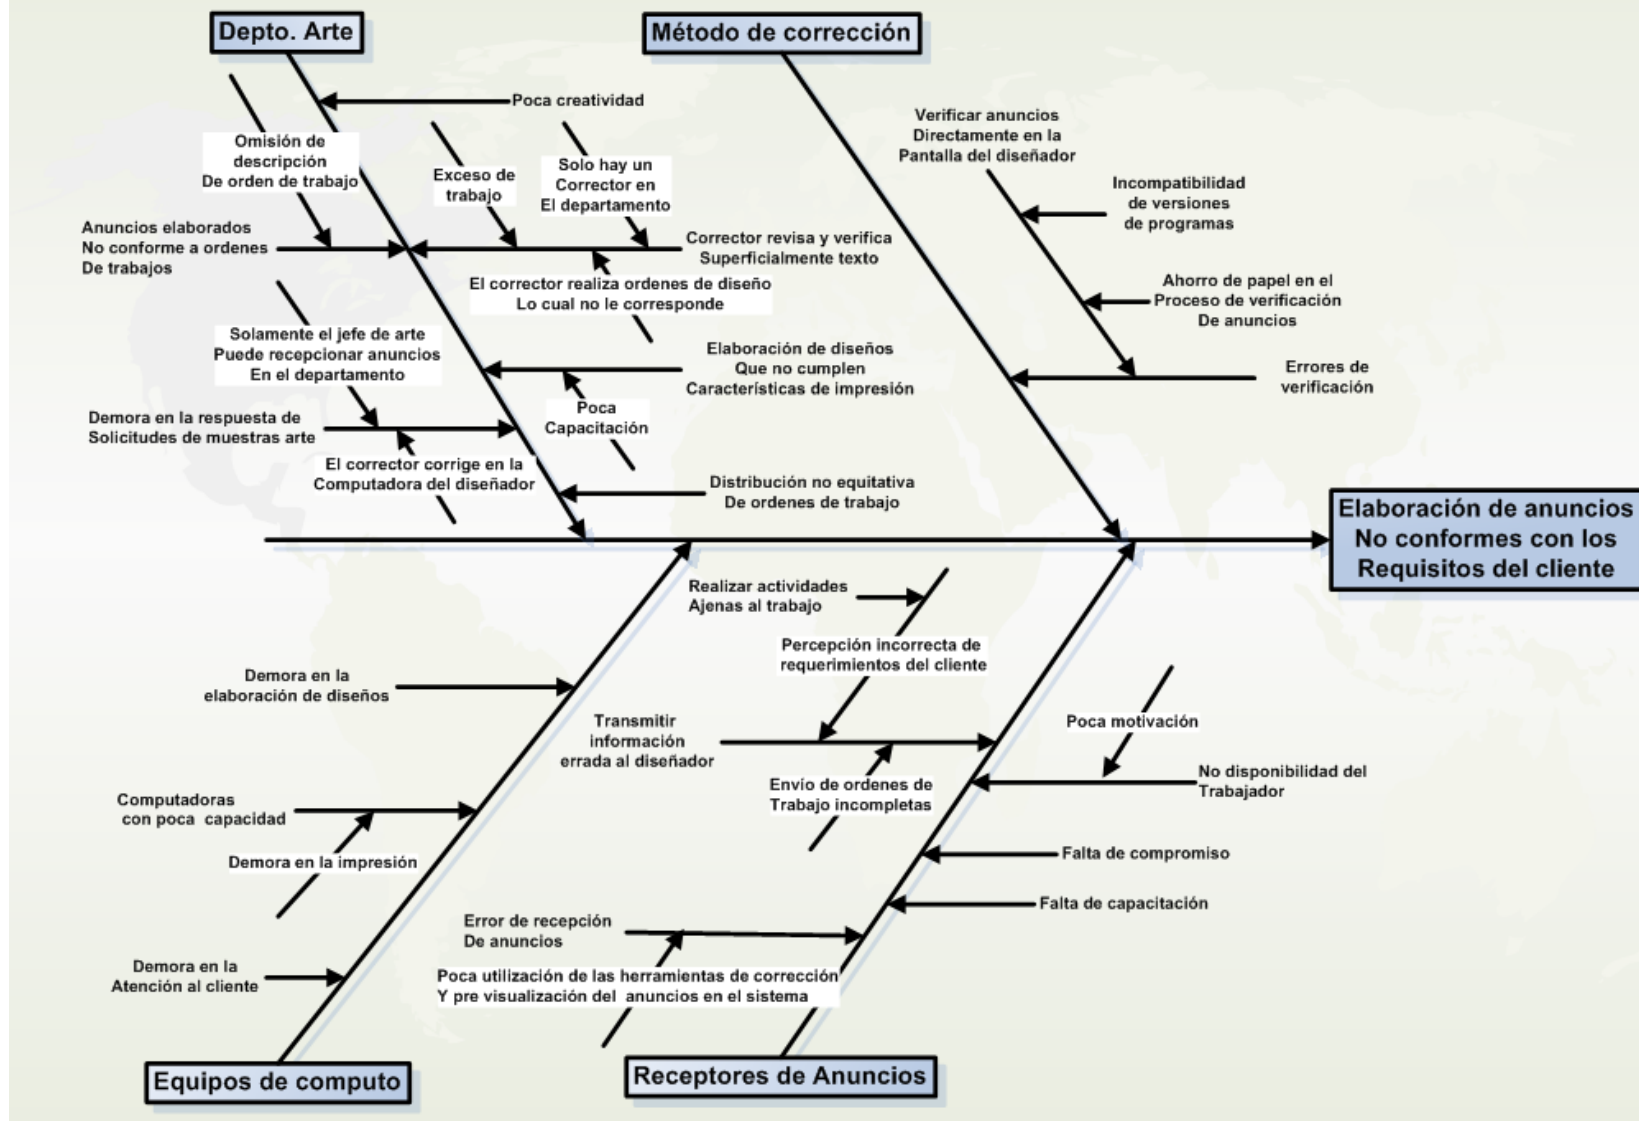 Depto. Arte
Método de corrección
Poca creatividad
Omisión de
descripción
De orden de trabajo
Exceso de
trabajo
Solo hay un
Corrector en
El departamento
Anuncios elaborados
No conforme a ordenes
De trabajos
Corrector revisa y verifica
Superficialmente texto
El corrector realiza ordenes de diseño
Lo cual no le corresponde
Solamente el jefe de arte
Puede recepcionar anuncios
En el departamento
Elaboración de diseños
Que no cumplen
Características de impresión
Poca
Capacitación
Demora en la respuesta de
Solicitudes de muestras arte
El corrector corrige en la
Computadora del diseñador
Distribución no equitativa
De ordenes de trabajo
Verificar anuncios
Directamente en la
Pantalla del diseñador
Incompatibilidad
de versiones
de programas
Ahorro de papel en el
Proceso de verificación
De anuncios
Errores de
verificación
Elaboración de anuncios
No conformes con los
Requisitos del cliente
Demora en la
elaboración de diseños
Computadoras
con poca capacidad
Demora en la impresión
Demora en la
Atención al cliente
Equipos de computo
Realizar actividades
Ajenas al trabajo
Percepción incorrecta de
requerimientos del cliente
Transmitir
información
errada al diseñador
Envío de ordenes de
Trabajo incompletas
Poca motivación
No disponibilidad del
Trabajador
Falta de compromiso
Falta de capacitación
Error de recepción
De anuncios
Poca utilización de las herramientas de corrección
Y pre visualización del anuncios en el sistema
Receptores de Anuncios